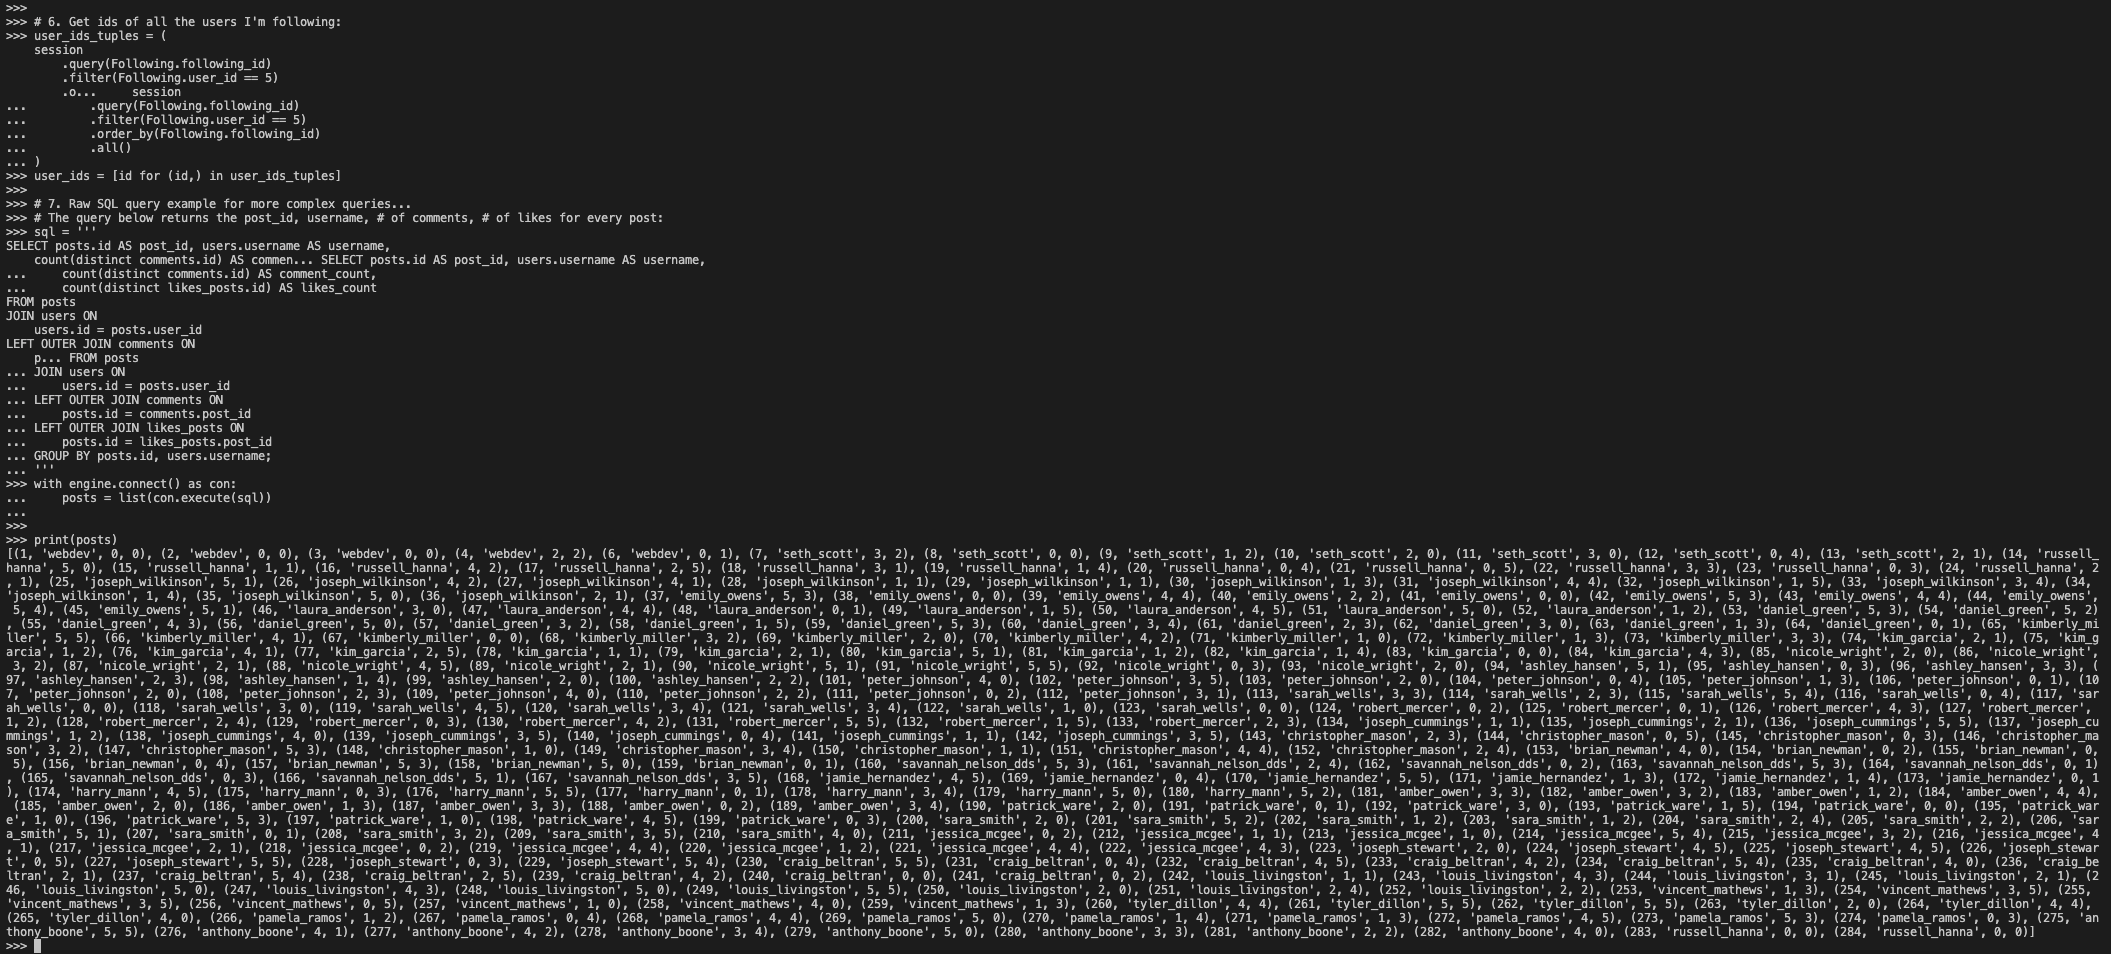 >>>
>>> # 6. Get ids of all the users I'm following:
>>> user_ids_tuples = (
    session
        .query(Following.following_id)
        .filter(Following.user_id == 5)
        .o...     session
...         .query(Following.following_id)
...         .filter(Following.user_id == 5)
...         .order_by(Following.following_id)
...         .all()
... )
>>> user_ids = [id for (id,) in user_ids_tuples]
>>>
>>> # 7. Raw SQL query example for more complex queries...
>>> # The query below returns the post_id, username, # of comments, # of likes for every post:
>>> sql = '''
SELECT posts.id AS post_id, users.username AS username,
    count(distinct comments.id) AS commen... SELECT posts.id AS post_id, users.username AS username,
...     count(distinct comments.id) AS comment_count,
...     count(distinct likes_posts.id) AS likes_count
FROM posts
JOIN users ON
    users.id = posts.user_id
LEFT OUTER JOIN comments ON
    p... FROM posts
... JOIN users ON
...     users.id = posts.user_id
... LEFT OUTER JOIN comments ON
...     posts.id = comments.post_id
... LEFT OUTER JOIN likes_posts ON
...     posts.id = likes_posts.post_id
... GROUP BY posts.id, users.username;
... '''
>>> with engine.connect() as con:
...     posts = list(con.execute(sql))
...
>>>
>>> print(posts)
[(1, 'webdev', 0, 0), (2, 'webdev', 0, 0), (3, 'webdev', 0, 0), (4, 'webdev', 2, 2), (6, 'webdev', 0, 1), (7, 'seth_scott', 3, 2), (8, 'seth_scott', 0, 0), (9, 'seth_scott', 1, 2), (10, 'seth_scott', 2, 0), (11, 'seth_scott', 3, 0), (12, 'seth_scott', 0, 4), (13, 'seth_scott', 2, 1), (14, 'russell_
hanna', 5, 0), (15, 'russell_hanna', 1, 1), (16, 'russell_hanna', 4, 2), (17, 'russell_hanna', 2, 5), (18, 'russell_hanna', 3, 1), (19, 'russell_hanna', 1, 4), (20, 'russell_hanna', 0, 4), (21, 'russell_hanna', 0, 5), (22, 'russell_hanna', 3, 3), (23, 'russell_hanna', 0, 3), (24, 'russell_hanna', 2
, 1), (25, 'joseph_wilkinson', 5, 1), (26, 'joseph_wilkinson', 4, 2), (27, 'joseph_wilkinson', 4, 1), (28, 'joseph_wilkinson', 1, 1), (29, 'joseph_wilkinson', 1, 1), (30, 'joseph_wilkinson', 1, 3), (31, 'joseph_wilkinson', 4, 4), (32, 'joseph_wilkinson', 1, 5), (33, 'joseph_wilkinson', 3, 4), (34,
'joseph_wilkinson', 1, 4), (35, 'joseph_wilkinson', 5, 0), (36, 'joseph_wilkinson', 2, 1), (37, 'emily_owens', 5, 3), (38, 'emily_owens', 0, 0), (39, 'emily_owens', 4, 4), (40, 'emily_owens', 2, 2), (41, 'emily_owens', 0, 0), (42, 'emily_owens', 5, 3), (43, 'emily_owens', 4, 4), (44, 'emily_owens',
 5, 4), (45, 'emily_owens', 5, 1), (46, 'laura_anderson', 3, 0), (47, 'laura_anderson', 4, 4), (48, 'laura_anderson', 0, 1), (49, 'laura_anderson', 1, 5), (50, 'laura_anderson', 4, 5), (51, 'laura_anderson', 5, 0), (52, 'laura_anderson', 1, 2), (53, 'daniel_green', 5, 3), (54, 'daniel_green', 5, 2)
, (55, 'daniel_green', 4, 3), (56, 'daniel_green', 5, 0), (57, 'daniel_green', 3, 2), (58, 'daniel_green', 1, 5), (59, 'daniel_green', 5, 3), (60, 'daniel_green', 3, 4), (61, 'daniel_green', 2, 3), (62, 'daniel_green', 3, 0), (63, 'daniel_green', 1, 3), (64, 'daniel_green', 0, 1), (65, 'kimberly_mi
ller', 5, 5), (66, 'kimberly_miller', 4, 1), (67, 'kimberly_miller', 0, 0), (68, 'kimberly_miller', 3, 2), (69, 'kimberly_miller', 2, 0), (70, 'kimberly_miller', 4, 2), (71, 'kimberly_miller', 1, 0), (72, 'kimberly_miller', 1, 3), (73, 'kimberly_miller', 3, 3), (74, 'kim_garcia', 2, 1), (75, 'kim_g
arcia', 1, 2), (76, 'kim_garcia', 4, 1), (77, 'kim_garcia', 2, 5), (78, 'kim_garcia', 1, 1), (79, 'kim_garcia', 2, 1), (80, 'kim_garcia', 5, 1), (81, 'kim_garcia', 1, 2), (82, 'kim_garcia', 1, 4), (83, 'kim_garcia', 0, 0), (84, 'kim_garcia', 4, 3), (85, 'nicole_wright', 2, 0), (86, 'nicole_wright',
 3, 2), (87, 'nicole_wright', 2, 1), (88, 'nicole_wright', 4, 5), (89, 'nicole_wright', 2, 1), (90, 'nicole_wright', 5, 1), (91, 'nicole_wright', 5, 5), (92, 'nicole_wright', 0, 3), (93, 'nicole_wright', 2, 0), (94, 'ashley_hansen', 5, 1), (95, 'ashley_hansen', 0, 3), (96, 'ashley_hansen', 3, 3), (
97, 'ashley_hansen', 2, 3), (98, 'ashley_hansen', 1, 4), (99, 'ashley_hansen', 2, 0), (100, 'ashley_hansen', 2, 2), (101, 'peter_johnson', 4, 0), (102, 'peter_johnson', 3, 5), (103, 'peter_johnson', 2, 0), (104, 'peter_johnson', 0, 4), (105, 'peter_johnson', 1, 3), (106, 'peter_johnson', 0, 1), (10
7, 'peter_johnson', 2, 0), (108, 'peter_johnson', 2, 3), (109, 'peter_johnson', 4, 0), (110, 'peter_johnson', 2, 2), (111, 'peter_johnson', 0, 2), (112, 'peter_johnson', 3, 1), (113, 'sarah_wells', 3, 3), (114, 'sarah_wells', 2, 3), (115, 'sarah_wells', 5, 4), (116, 'sarah_wells', 0, 4), (117, 'sar
ah_wells', 0, 0), (118, 'sarah_wells', 3, 0), (119, 'sarah_wells', 4, 5), (120, 'sarah_wells', 3, 4), (121, 'sarah_wells', 3, 4), (122, 'sarah_wells', 1, 0), (123, 'sarah_wells', 0, 0), (124, 'robert_mercer', 0, 2), (125, 'robert_mercer', 0, 1), (126, 'robert_mercer', 4, 3), (127, 'robert_mercer',
1, 2), (128, 'robert_mercer', 2, 4), (129, 'robert_mercer', 0, 3), (130, 'robert_mercer', 4, 2), (131, 'robert_mercer', 5, 5), (132, 'robert_mercer', 1, 5), (133, 'robert_mercer', 2, 3), (134, 'joseph_cummings', 1, 1), (135, 'joseph_cummings', 2, 1), (136, 'joseph_cummings', 5, 5), (137, 'joseph_cu
mmings', 1, 2), (138, 'joseph_cummings', 4, 0), (139, 'joseph_cummings', 3, 5), (140, 'joseph_cummings', 0, 4), (141, 'joseph_cummings', 1, 1), (142, 'joseph_cummings', 3, 5), (143, 'christopher_mason', 2, 3), (144, 'christopher_mason', 0, 5), (145, 'christopher_mason', 0, 3), (146, 'christopher_ma
son', 3, 2), (147, 'christopher_mason', 5, 3), (148, 'christopher_mason', 1, 0), (149, 'christopher_mason', 3, 4), (150, 'christopher_mason', 1, 1), (151, 'christopher_mason', 4, 4), (152, 'christopher_mason', 2, 4), (153, 'brian_newman', 4, 0), (154, 'brian_newman', 0, 2), (155, 'brian_newman', 0,
 5), (156, 'brian_newman', 0, 4), (157, 'brian_newman', 5, 3), (158, 'brian_newman', 5, 0), (159, 'brian_newman', 0, 1), (160, 'savannah_nelson_dds', 5, 3), (161, 'savannah_nelson_dds', 2, 4), (162, 'savannah_nelson_dds', 0, 2), (163, 'savannah_nelson_dds', 5, 3), (164, 'savannah_nelson_dds', 0, 1)
, (165, 'savannah_nelson_dds', 0, 3), (166, 'savannah_nelson_dds', 5, 1), (167, 'savannah_nelson_dds', 3, 5), (168, 'jamie_hernandez', 4, 5), (169, 'jamie_hernandez', 0, 4), (170, 'jamie_hernandez', 5, 5), (171, 'jamie_hernandez', 1, 3), (172, 'jamie_hernandez', 1, 4), (173, 'jamie_hernandez', 0, 1
), (174, 'harry_mann', 4, 5), (175, 'harry_mann', 0, 3), (176, 'harry_mann', 5, 5), (177, 'harry_mann', 0, 1), (178, 'harry_mann', 3, 4), (179, 'harry_mann', 5, 0), (180, 'harry_mann', 5, 2), (181, 'amber_owen', 3, 3), (182, 'amber_owen', 3, 2), (183, 'amber_owen', 1, 2), (184, 'amber_owen', 4, 4),
 (185, 'amber_owen', 2, 0), (186, 'amber_owen', 1, 3), (187, 'amber_owen', 3, 3), (188, 'amber_owen', 0, 2), (189, 'amber_owen', 3, 4), (190, 'patrick_ware', 2, 0), (191, 'patrick_ware', 0, 1), (192, 'patrick_ware', 3, 0), (193, 'patrick_ware', 1, 5), (194, 'patrick_ware', 0, 0), (195, 'patrick_war
e', 1, 0), (196, 'patrick_ware', 5, 3), (197, 'patrick_ware', 1, 0), (198, 'patrick_ware', 4, 5), (199, 'patrick_ware', 0, 3), (200, 'sara_smith', 2, 0), (201, 'sara_smith', 5, 2), (202, 'sara_smith', 1, 2), (203, 'sara_smith', 1, 2), (204, 'sara_smith', 2, 4), (205, 'sara_smith', 2, 2), (206, 'sar
a_smith', 5, 1), (207, 'sara_smith', 0, 1), (208, 'sara_smith', 3, 2), (209, 'sara_smith', 3, 5), (210, 'sara_smith', 4, 0), (211, 'jessica_mcgee', 0, 2), (212, 'jessica_mcgee', 1, 1), (213, 'jessica_mcgee', 1, 0), (214, 'jessica_mcgee', 5, 4), (215, 'jessica_mcgee', 3, 2), (216, 'jessica_mcgee', 4
, 1), (217, 'jessica_mcgee', 2, 1), (218, 'jessica_mcgee', 0, 2), (219, 'jessica_mcgee', 4, 4), (220, 'jessica_mcgee', 1, 2), (221, 'jessica_mcgee', 4, 4), (222, 'jessica_mcgee', 4, 3), (223, 'joseph_stewart', 2, 0), (224, 'joseph_stewart', 4, 5), (225, 'joseph_stewart', 4, 5), (226, 'joseph_stewar
t', 0, 5), (227, 'joseph_stewart', 5, 5), (228, 'joseph_stewart', 0, 3), (229, 'joseph_stewart', 5, 4), (230, 'craig_beltran', 5, 5), (231, 'craig_beltran', 0, 4), (232, 'craig_beltran', 4, 5), (233, 'craig_beltran', 4, 2), (234, 'craig_beltran', 5, 4), (235, 'craig_beltran', 4, 0), (236, 'craig_be
ltran', 2, 1), (237, 'craig_beltran', 5, 4), (238, 'craig_beltran', 2, 5), (239, 'craig_beltran', 4, 2), (240, 'craig_beltran', 0, 0), (241, 'craig_beltran', 0, 2), (242, 'louis_livingston', 1, 1), (243, 'louis_livingston', 4, 3), (244, 'louis_livingston', 3, 1), (245, 'louis_livingston', 2, 1), (2
46, 'louis_livingston', 5, 0), (247, 'louis_livingston', 4, 3), (248, 'louis_livingston', 5, 0), (249, 'louis_livingston', 5, 5), (250, 'louis_livingston', 2, 0), (251, 'louis_livingston', 2, 4), (252, 'louis_livingston', 2, 2), (253, 'vincent_mathews', 1, 3), (254, 'vincent_mathews', 3, 5), (255,
'vincent_mathews', 3, 5), (256, 'vincent_mathews', 0, 5), (257, 'vincent_mathews', 1, 0), (258, 'vincent_mathews', 4, 0), (259, 'vincent_mathews', 1, 3), (260, 'tyler_dillon', 4, 4), (261, 'tyler_dillon', 5, 5), (262, 'tyler_dillon', 5, 5), (263, 'tyler_dillon', 2, 0), (264, 'tyler_dillon', 4, 4),
(265, 'tyler_dillon', 4, 0), (266, 'pamela_ramos', 1, 2), (267, 'pamela_ramos', 0, 4), (268, 'pamela_ramos', 4, 4), (269, 'pamela_ramos', 5, 0), (270, 'pamela_ramos', 1, 4), (271, 'pamela_ramos', 1, 3), (272, 'pamela_ramos', 4, 5), (273, 'pamela_ramos', 5, 3), (274, 'pamela_ramos', 0, 3), (275, 'an
thony_boone', 5, 5), (276, 'anthony_boone', 4, 1), (277, 'anthony_boone', 4, 2), (278, 'anthony_boone', 3, 4), (279, 'anthony_boone', 5, 0), (280, 'anthony_boone', 3, 3), (281, 'anthony_boone', 2, 2), (282, 'anthony_boone', 4, 0), (283, 'russell_hanna', 0, 0), (284, 'russell_hanna', 0, 0)]
>>>